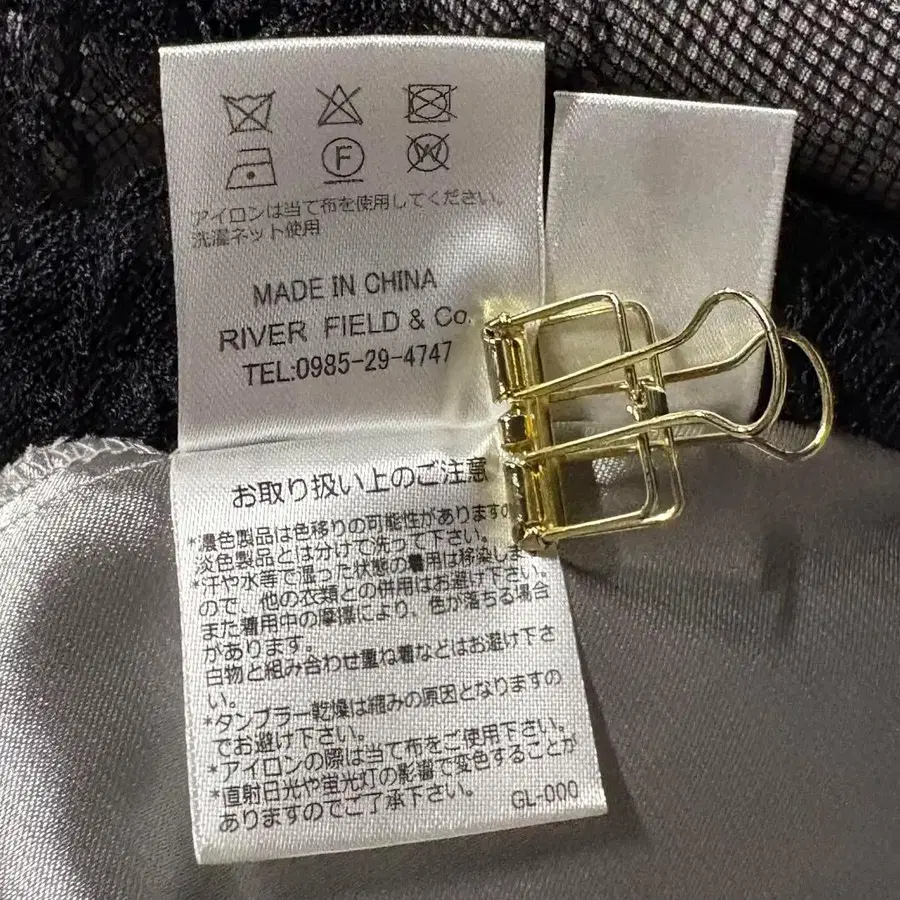 F
W
アイロンは当て布を使用してください。
洗濯ネット使用
MADE IN CHINA
RIVER FIELD & Co.
TEL:0985-29-4747
お取り扱い上のご注意
*濃色製品は色移りの可能性がありますの
淡色製品とは分けて洗って下さい。
*汗や水等で湿った状態の着用は移染しま
ので、他の衣類との併用はお避け下さい。
また着用中の摩擦により、色が落ちる場合
があります。
白物と組み合わせ重ね着などはお避け下さ
い。
*タンブラー乾燥は縮みの原因となりますの
でお避け下さい。
*アイロンの際は当て布をご使用下さい。
*直射日光や蛍光灯の影響で変色することが
ありますのでご了承下さい。
GL-000